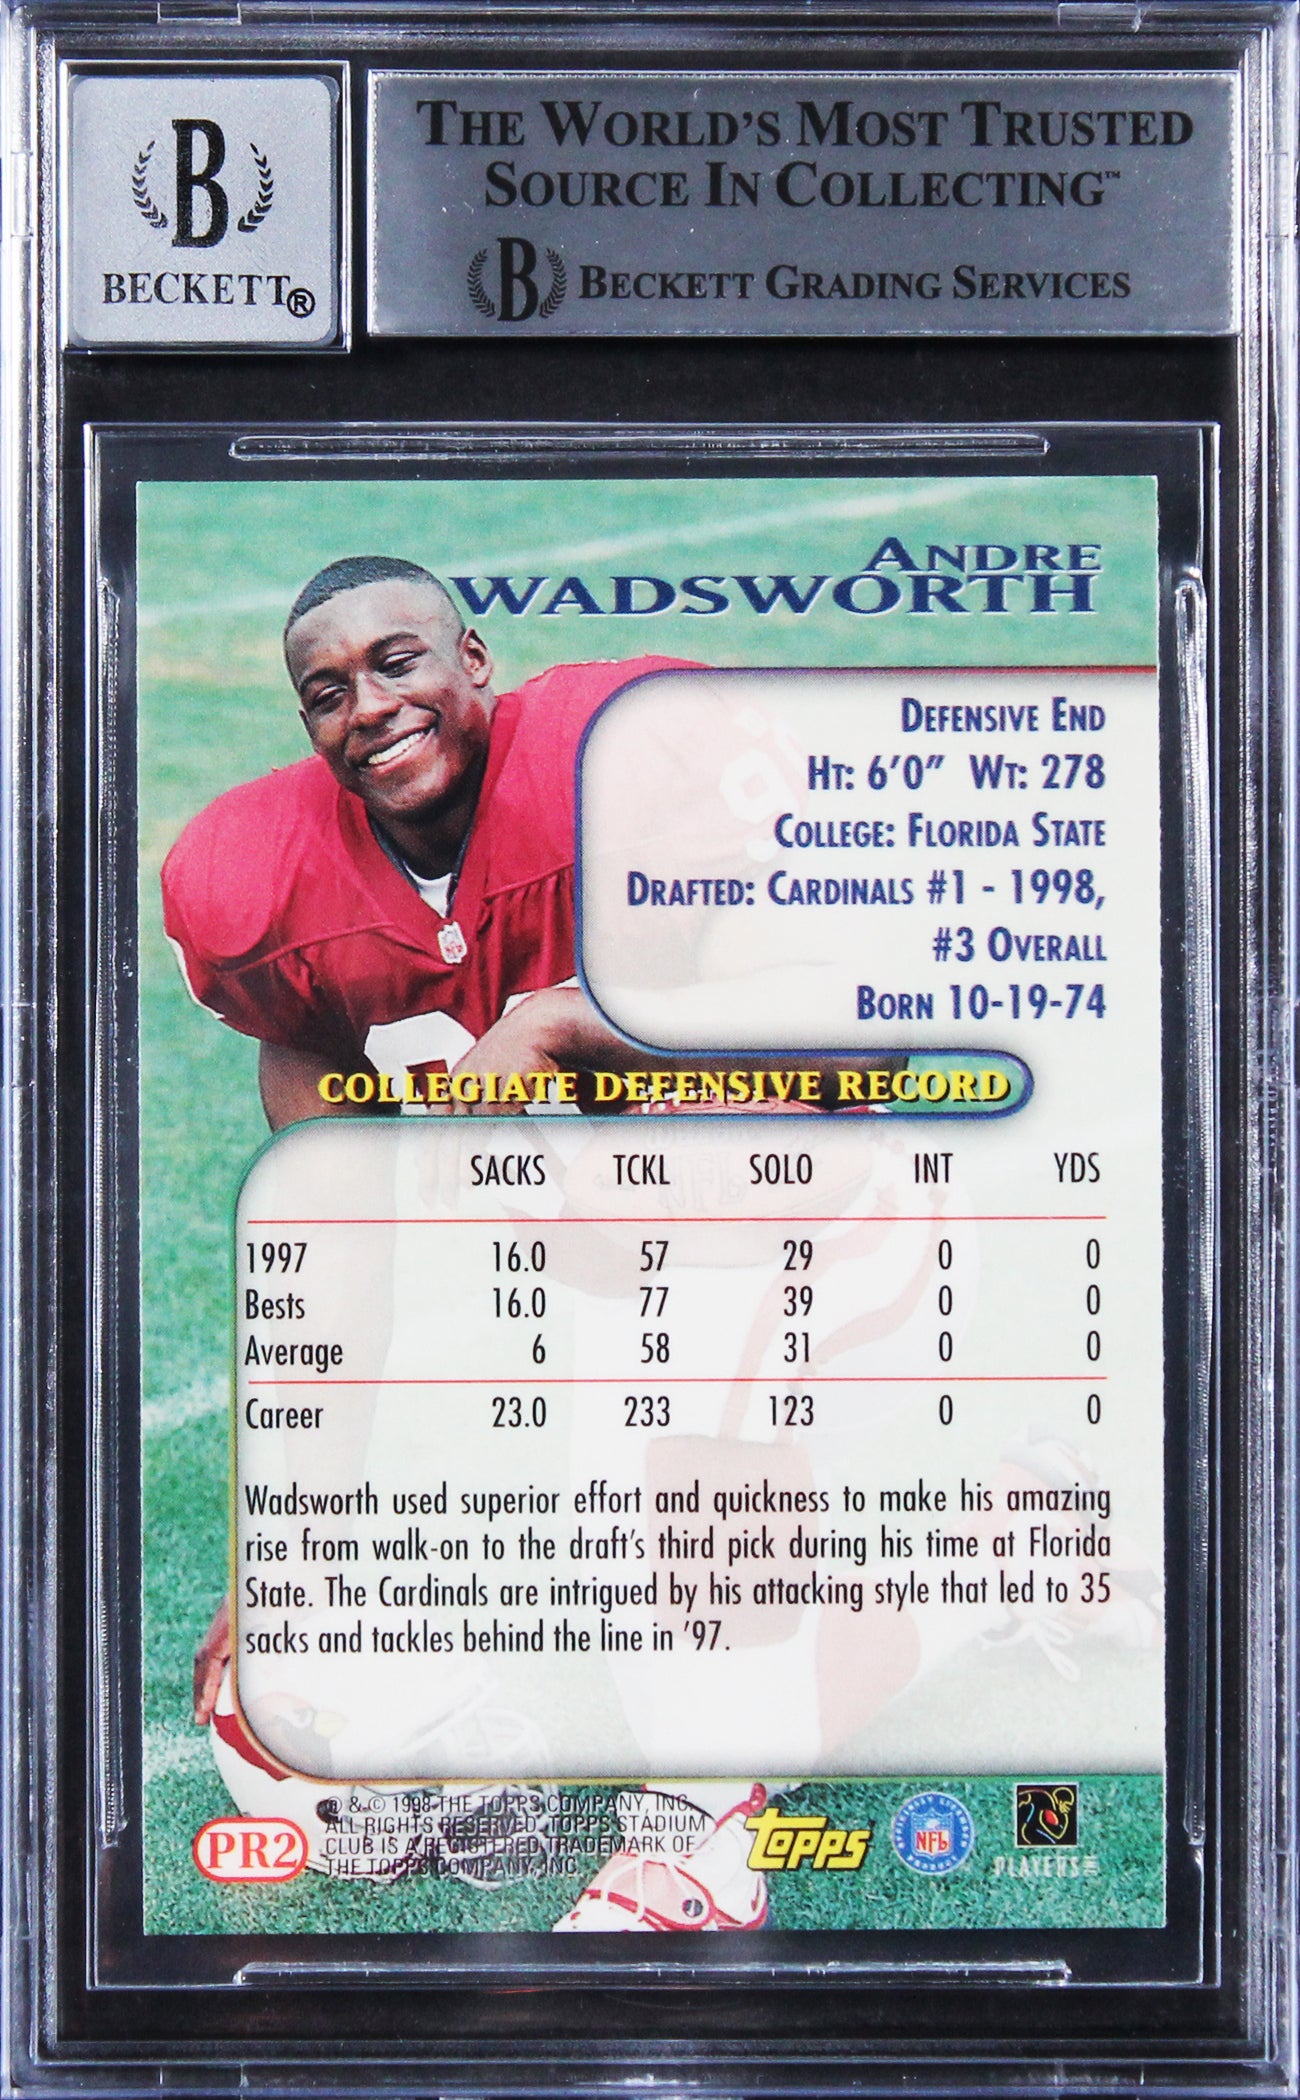 B
BECKETT®
THE WORLD'S MOST TRUSTED
SOURCE IN COLLECTING™
B BECKETT GRADING SERVICES
ANDRE
WADSWORTH
DEFENSIVE END
HT: 6'0" WT: 278
COLLEGE: FLORIDA STATE
DRAFTED: CARDINALS #1 - 1998,
#3 OVERALL
BORN 10-19-74
COLLEGIATE DEFENSIVE RECORD
SACKS TCKL SOLO INT YDS
1997 16.0 57 29 0 0
Bests 16.0 77 39 0 0
Average 6 58 31 0 0
Career 23.0 233 123 0 0
Wadsworth used superior effort and quickness to make his amazing
rise from walk-on to the draft's third pick during his time at Florida
State. The Cardinals are intrigued by his attacking style that led to 35
sacks and tackles behind the line in '97.
PR2
® & © 1998 THE TOPPS COMPANY, INC.
ALL RIGHTS RESERVED. TOPPS STADIUM
CLUB IS A REGISTERED TRADEMARK OF
THE TOPPS COMPANY, INC.
TOPPS
NFL
PLAYERS